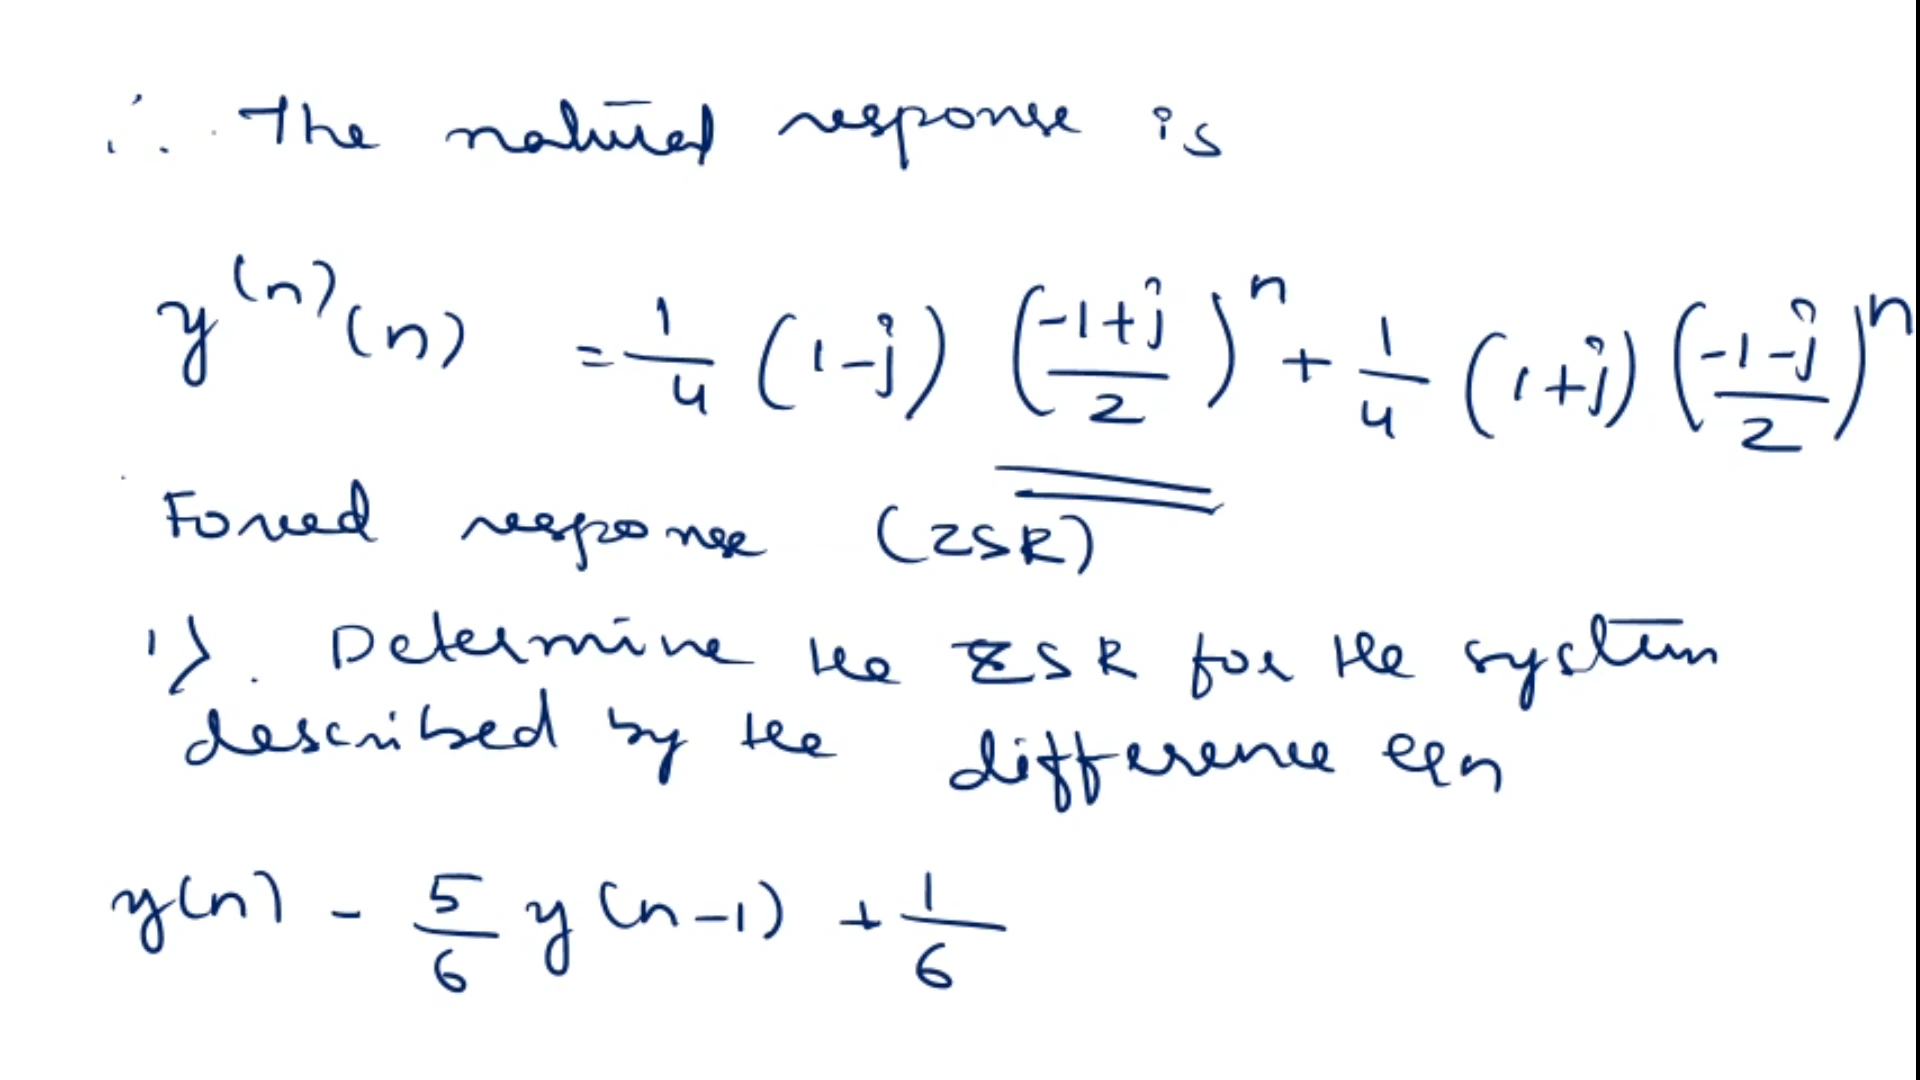 ∴ The natural response is
y^(n)(n) = 1/4 (1-j) ((-1+j)/2)^n + 1/4 (1+j) ((-1-j)/2)^n
Forced response (ZSR)
1). Determine the ZSR for the system
described by the difference eqn
y(n) - 5/6 y(n-1) + 1/6